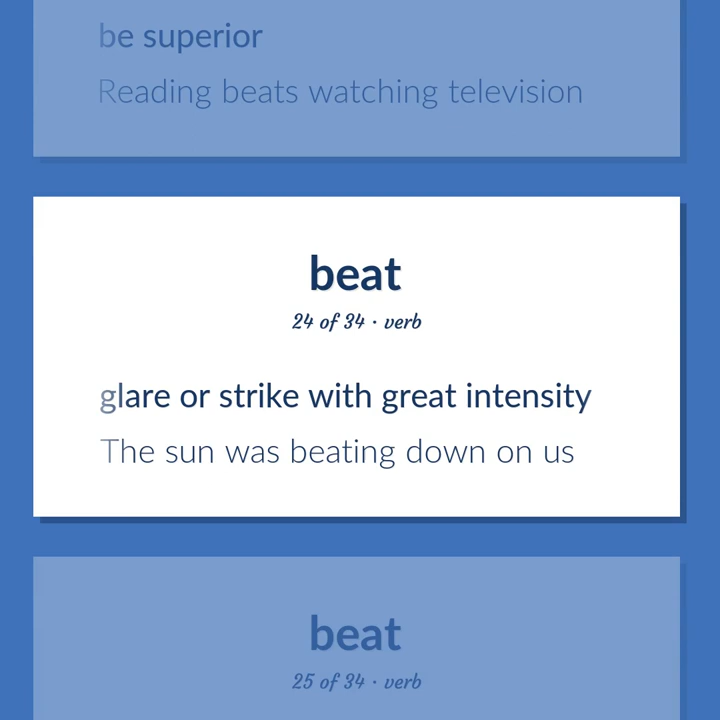 be superior
Reading beats watching television
beat
24 of 34 · verb
glare or strike with great intensity
The sun was beating down on us
beat
25 of 34 · verb